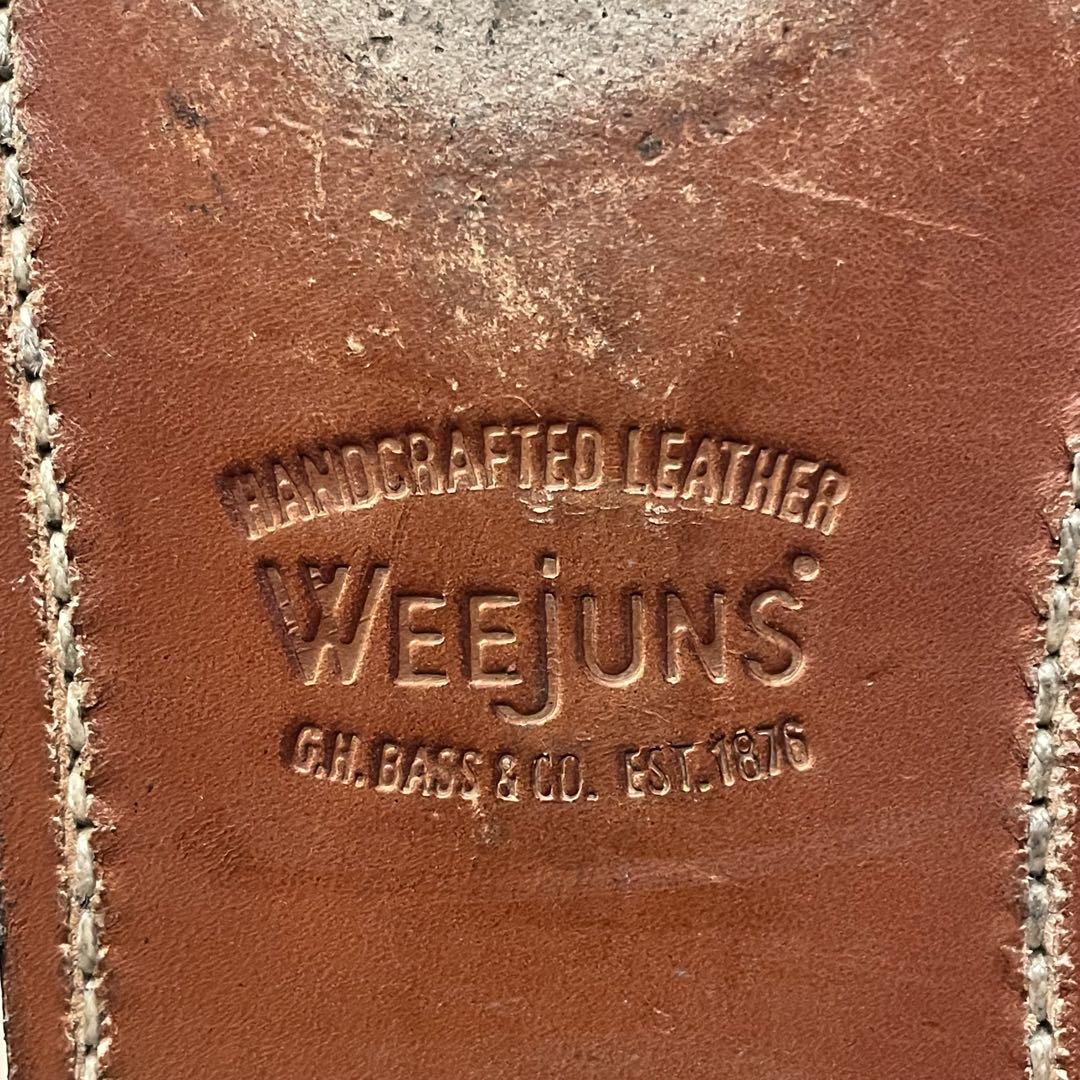 HANDCRAFTED LEATHER
WEEjUNS
G.H. BASS & CO. EST. 1876